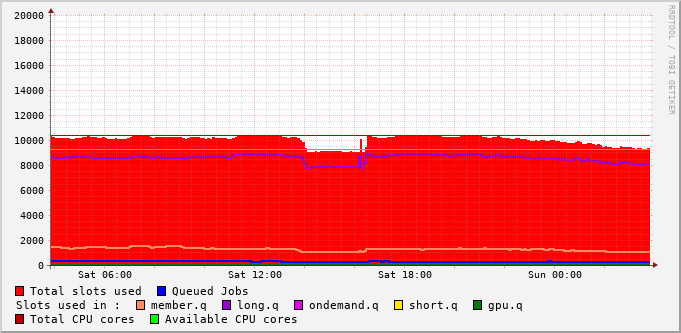 RRDTOOL / TOBI OETIKER
20000
18000
16000
14000
12000
10000
8000
6000
4000
2000
0
Sat 06:00 Sat 12:00 Sat 18:00 Sun 00:00
Total slots used Queued Jobs
Slots used in : member.q long.q ondemand.q short.q gpu.q
Total CPU cores Available CPU cores